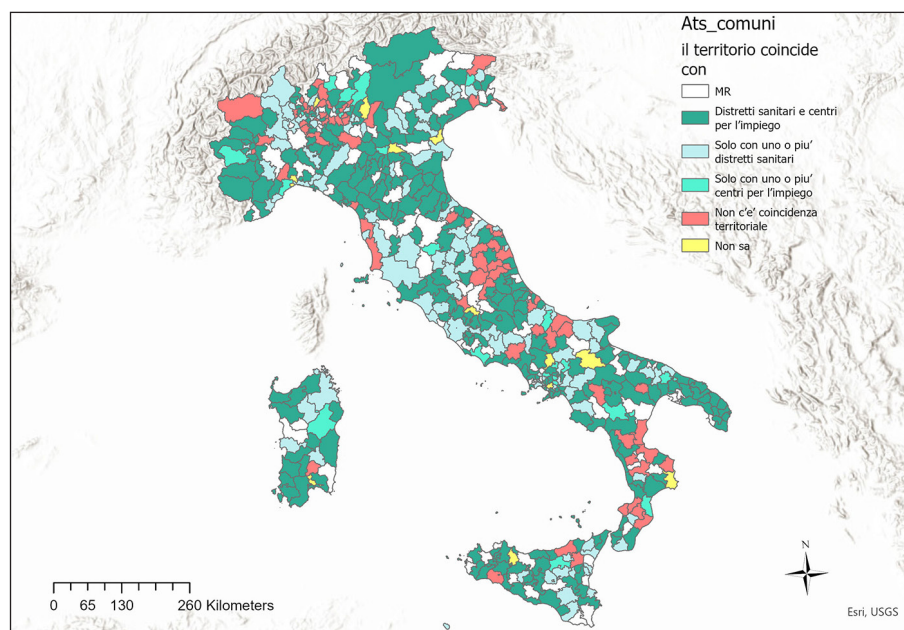 Ats_comuni
il territorio coincide
con
MR
Distretti sanitari e centri
per l'impiego
Solo con uno o piu'
distretti sanitari
Solo con uno o piu'
centri per l'impiego
Non c'e' coincidenza
territoriale
Non sa
N
0 65 130 260 Kilometers
Esri, USGS